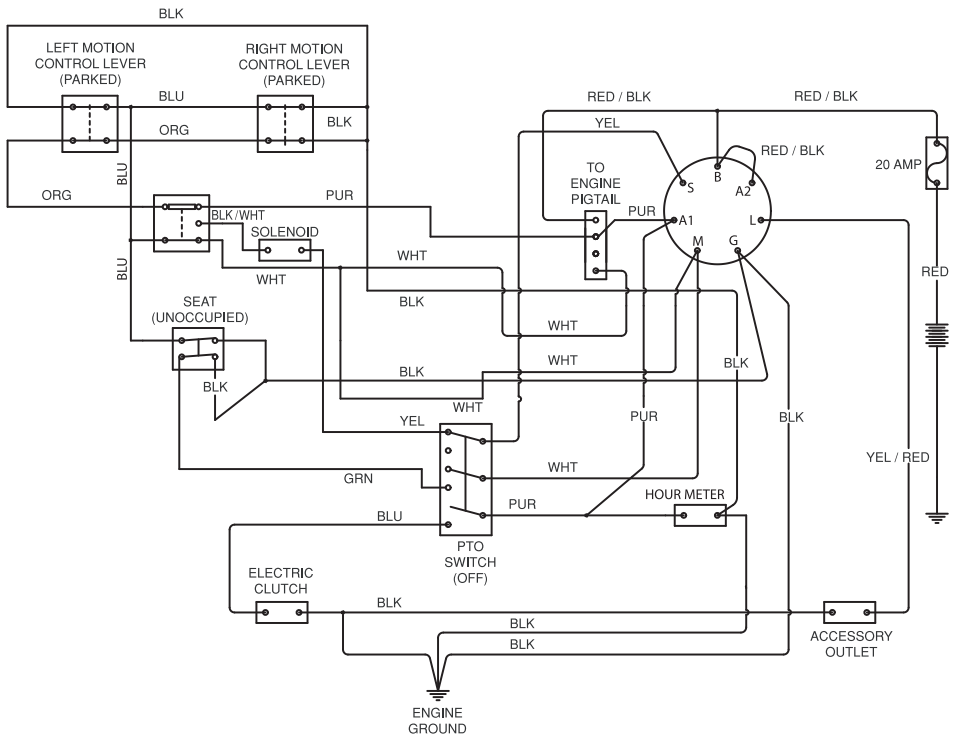 BLK
LEFT MOTION
CONTROL LEVER
(PARKED)
RIGHT MOTION
CONTROL LEVER
(PARKED)
BLU
BLK
ORG
RED / BLK
RED / BLK
YEL
RED / BLK
20 AMP
TO
ENGINE
PIGTAIL
B
S
A2
BLU
ORG
PUR
BLK/WHT
SOLENOID
PUR
A1
L
M
G
WHT
WHT
BLU
RED
BLK
SEAT
(UNOCCUPIED)
WHT
WHT
BLK
BLK
BLK
WHT
YEL
PUR
BLK
GRN
WHT
YEL / RED
HOUR METER
PUR
BLU
PTO
SWITCH
(OFF)
ELECTRIC
CLUTCH
BLK
BLK
BLK
ACCESSORY
OUTLET
ENGINE
GROUND